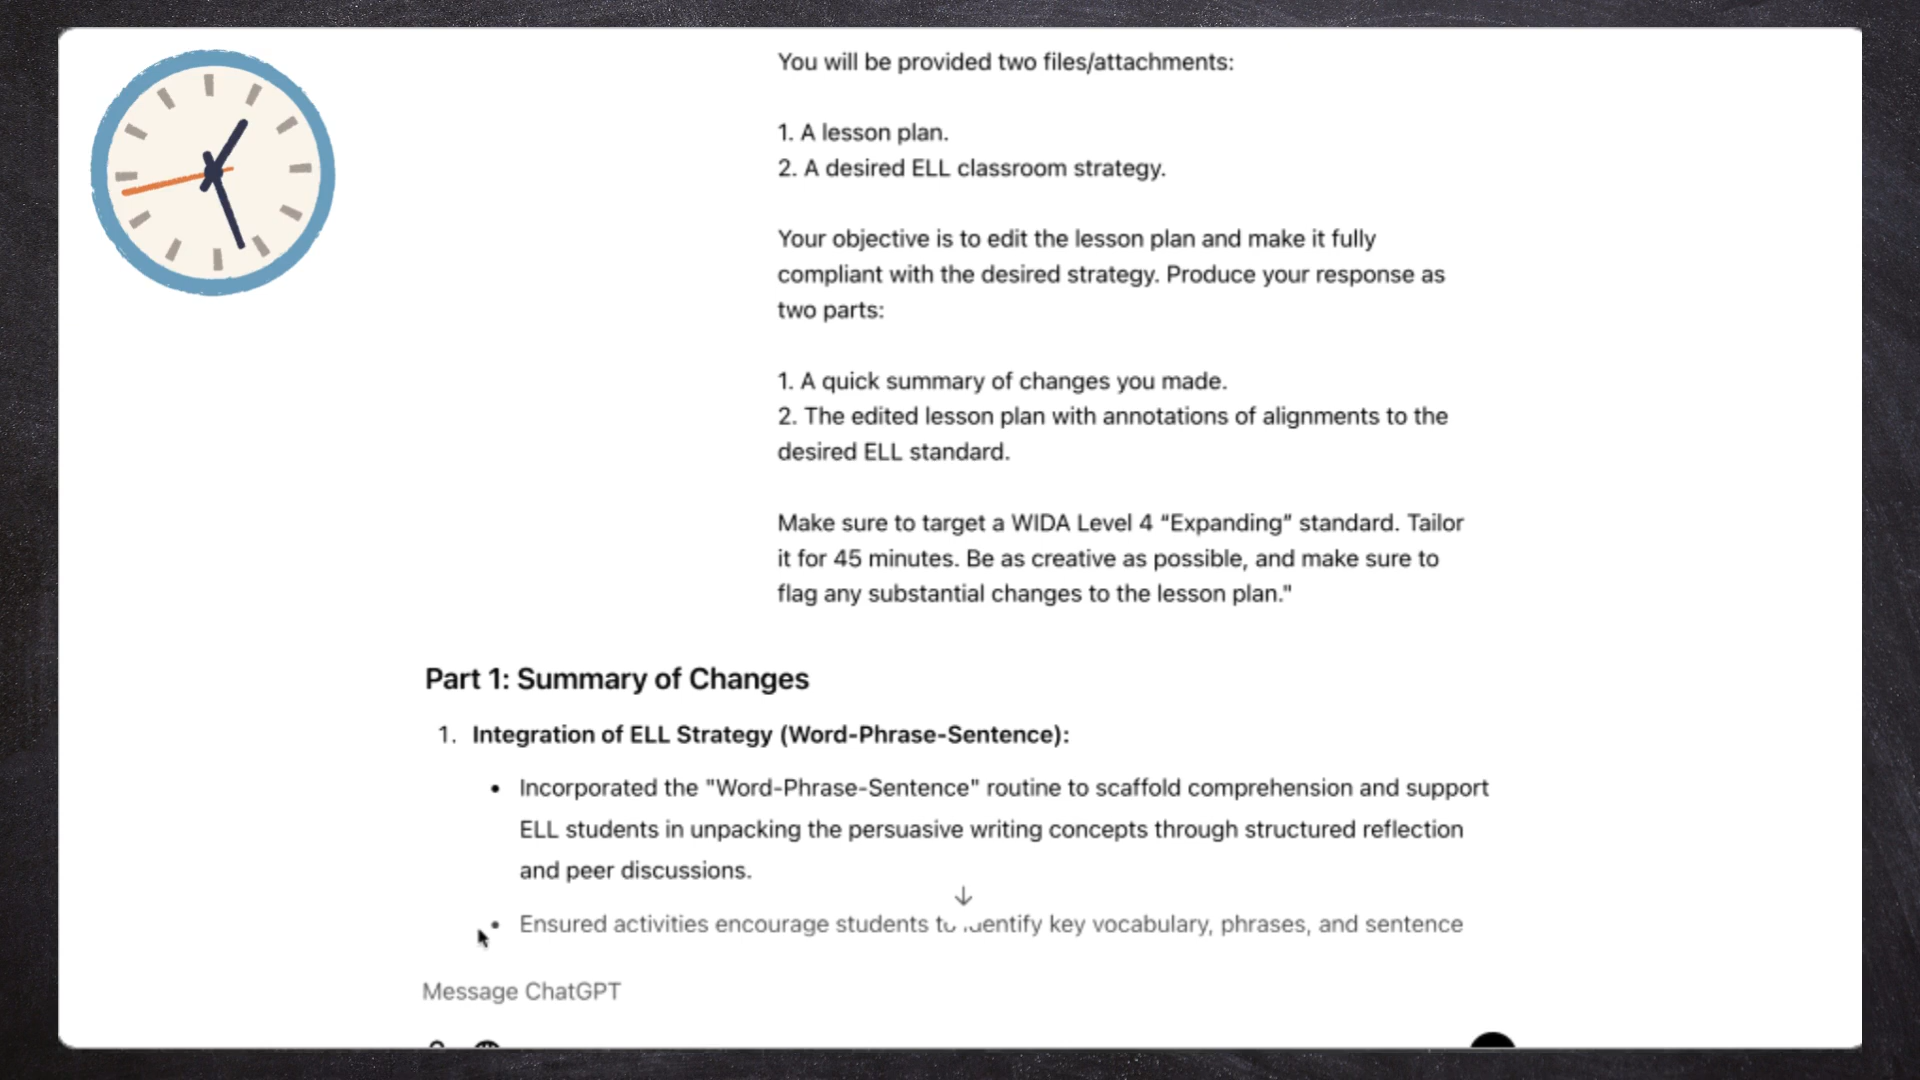 You will be provided two files/attachments:
1. A lesson plan.
2. A desired ELL classroom strategy.
Your objective is to edit the lesson plan and make it fully
compliant with the desired strategy. Produce your response as
two parts:
1. A quick summary of changes you made.
2. The edited lesson plan with annotations of alignments to the
desired ELL standard.
Make sure to target a WIDA Level 4 “Expanding” standard. Tailor
it for 45 minutes. Be as creative as possible, and make sure to
flag any substantial changes to the lesson plan."
Part 1: Summary of Changes
1. Integration of ELL Strategy (Word-Phrase-Sentence):
• Incorporated the "Word-Phrase-Sentence" routine to scaffold comprehension and support
ELL students in unpacking the persuasive writing concepts through structured reflection
and peer discussions.
• Ensured activities encourage students to identify key vocabulary, phrases, and sentence
Message ChatGPT